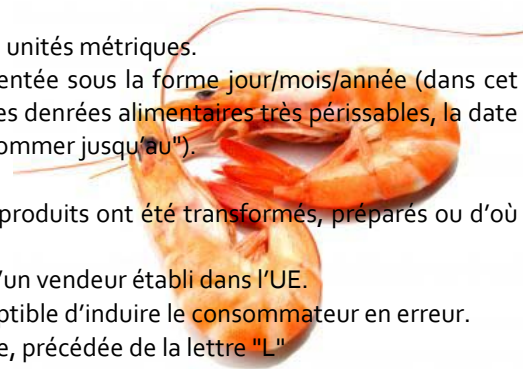 unités métriques.
entée sous la forme jour/mois/année (dans cet
es denrées alimentaires très périssables, la date
ommer jusqu'au").
produits ont été transformés, préparés ou d'où
'un vendeur établi dans l'UE.
ptible d'induire le consommateur en erreur.
e, précédée de la lettre "L"